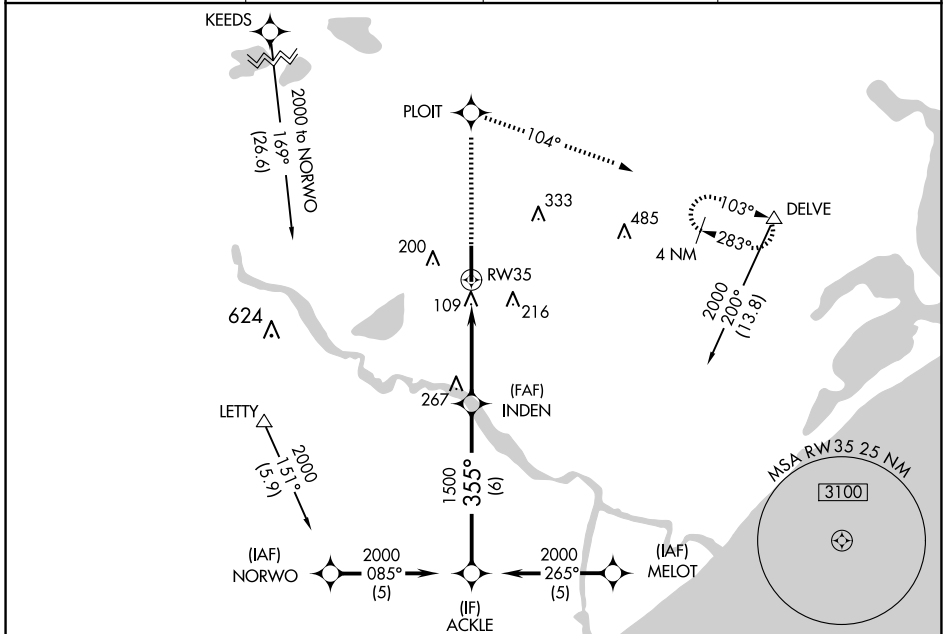 KEEDS
2000 to NORWO
169°
(26.6)
PLOIT
104°
333
485
103°
DELVE
283°
4 NM
200
RW35
109
216
2000
200°
(13.8)
624
267
(FAF)
INDEN
LETTY
2000
151°
(5.9)
1500
355°
(6)
MSA RW35 25 NM
3100
(IAF)
NORWO
2000
085°
(5)
(IF)
ACKLE
2000
265°
(5)
(IAF)
MELOT